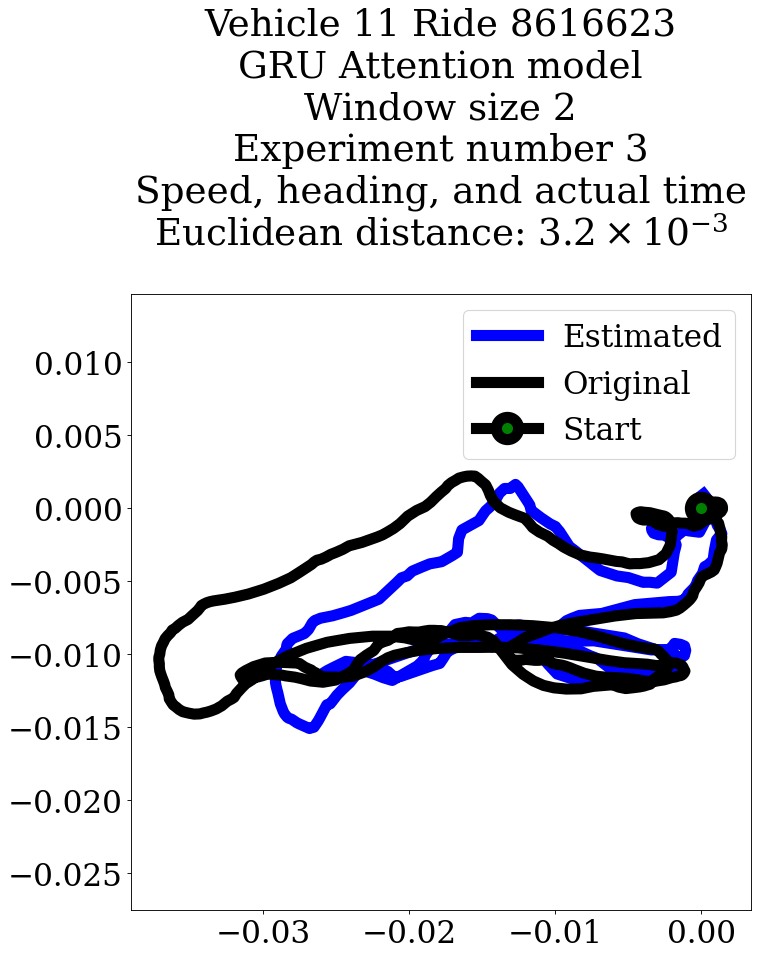 Vehicle 11 Ride 8616623
GRU Attention model
Window size 2
Experiment number 3
Speed, heading, and actual time
Euclidean distance: 3.2 × 10⁻³
Estimated
Original
Start
0.010
0.005
0.000
−0.005
−0.010
−0.015
−0.020
−0.025
−0.03 −0.02 −0.01 0.00